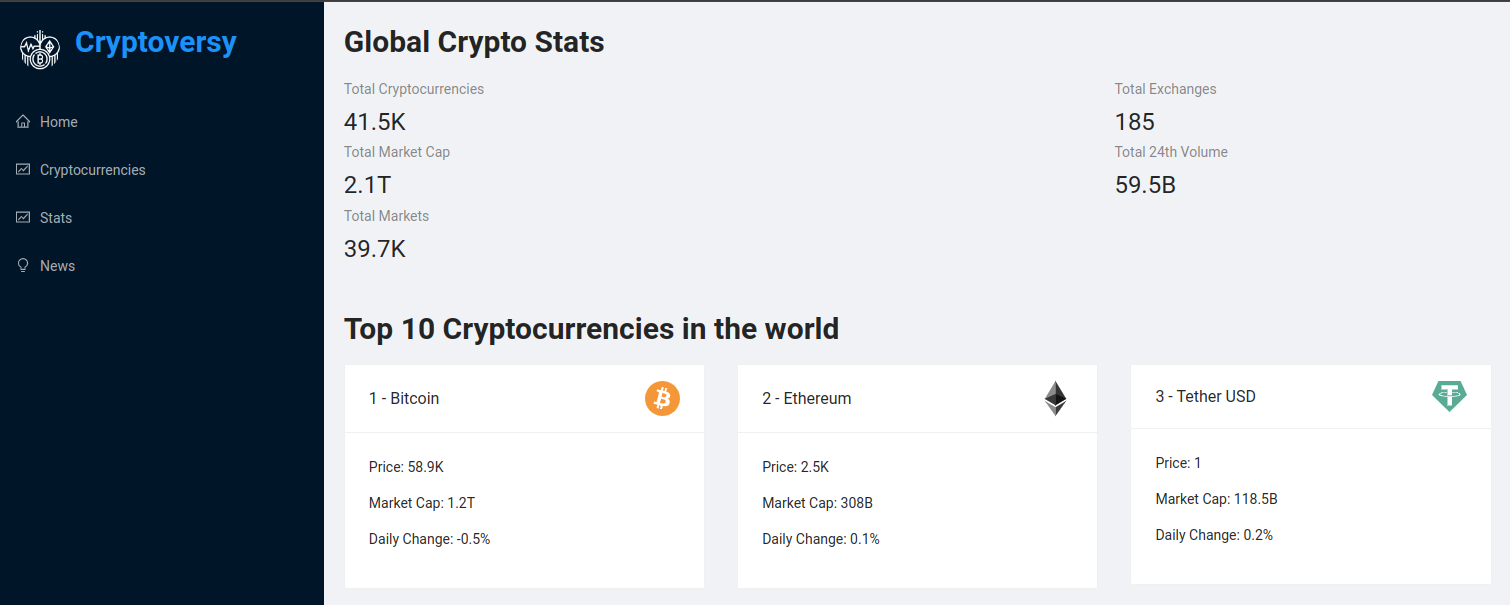 Cryptoversy
Home
Cryptocurrencies
Stats
News
Global Crypto Stats
Total Cryptocurrencies
41.5K
Total Exchanges
185
Total Market Cap
2.1T
Total 24th Volume
59.5B
Total Markets
39.7K
Top 10 Cryptocurrencies in the world
1 - Bitcoin
Price: 58.9K
Market Cap: 1.2T
Daily Change: -0.5%
2 - Ethereum
Price: 2.5K
Market Cap: 308B
Daily Change: 0.1%
3 - Tether USD
Price: 1
Market Cap: 118.5B
Daily Change: 0.2%